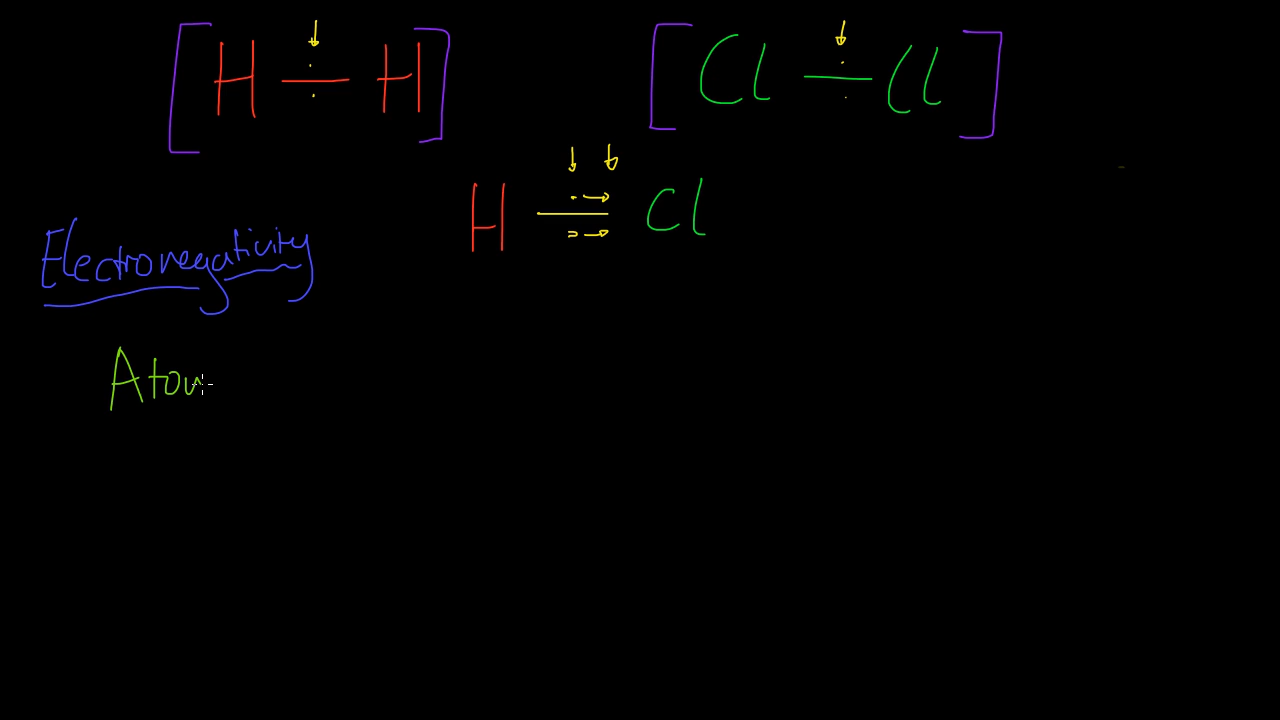 [H — H] [Cl — Cl]
H — Cl
Electronegativity
Atom